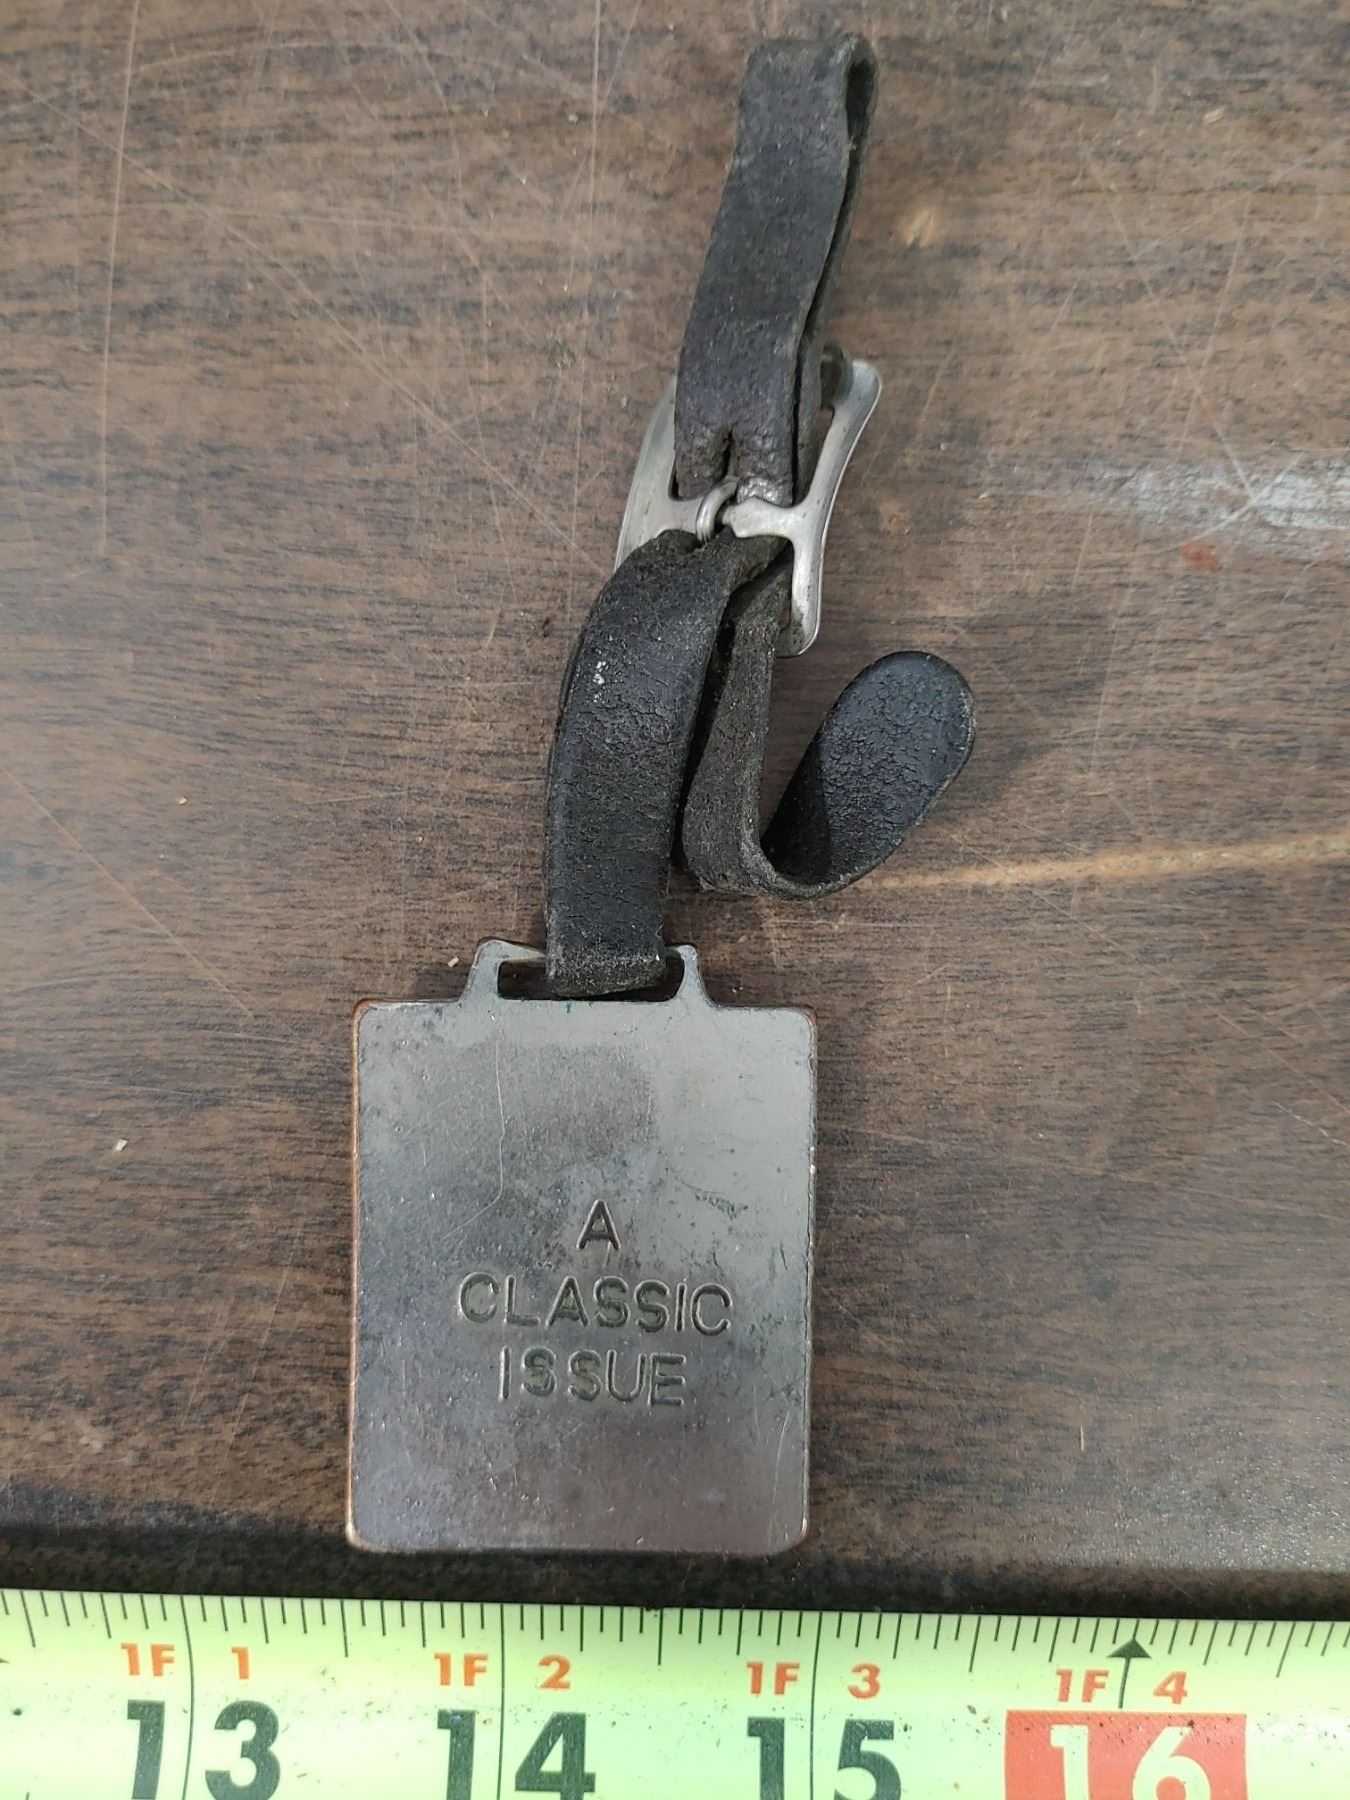 A
CLASSIC
ISSUE
1F 1 1F 2 1F 3 1F 4
13 14 15 16